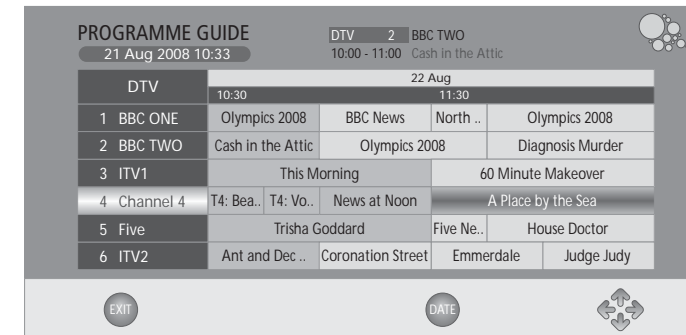 PROGRAMME GUIDE
21 Aug 2008 10:33
DTV 2 BBC TWO
10:00 - 11:00 Cash in the Attic
DTV
22 Aug
10:30 11:30
1 BBC ONE Olympics 2008 BBC News North .. Olympics 2008
2 BBC TWO Cash in the Attic Olympics 2008 Diagnosis Murder
3 ITV1 This Morning 60 Minute Makeover
4 Channel 4 T4: Bea.. T4: Vo.. News at Noon A Place by the Sea
5 Five Trisha Goddard Five Ne.. House Doctor
6 ITV2 Ant and Dec .. Coronation Street Emmerdale Judge Judy
EXIT DATE